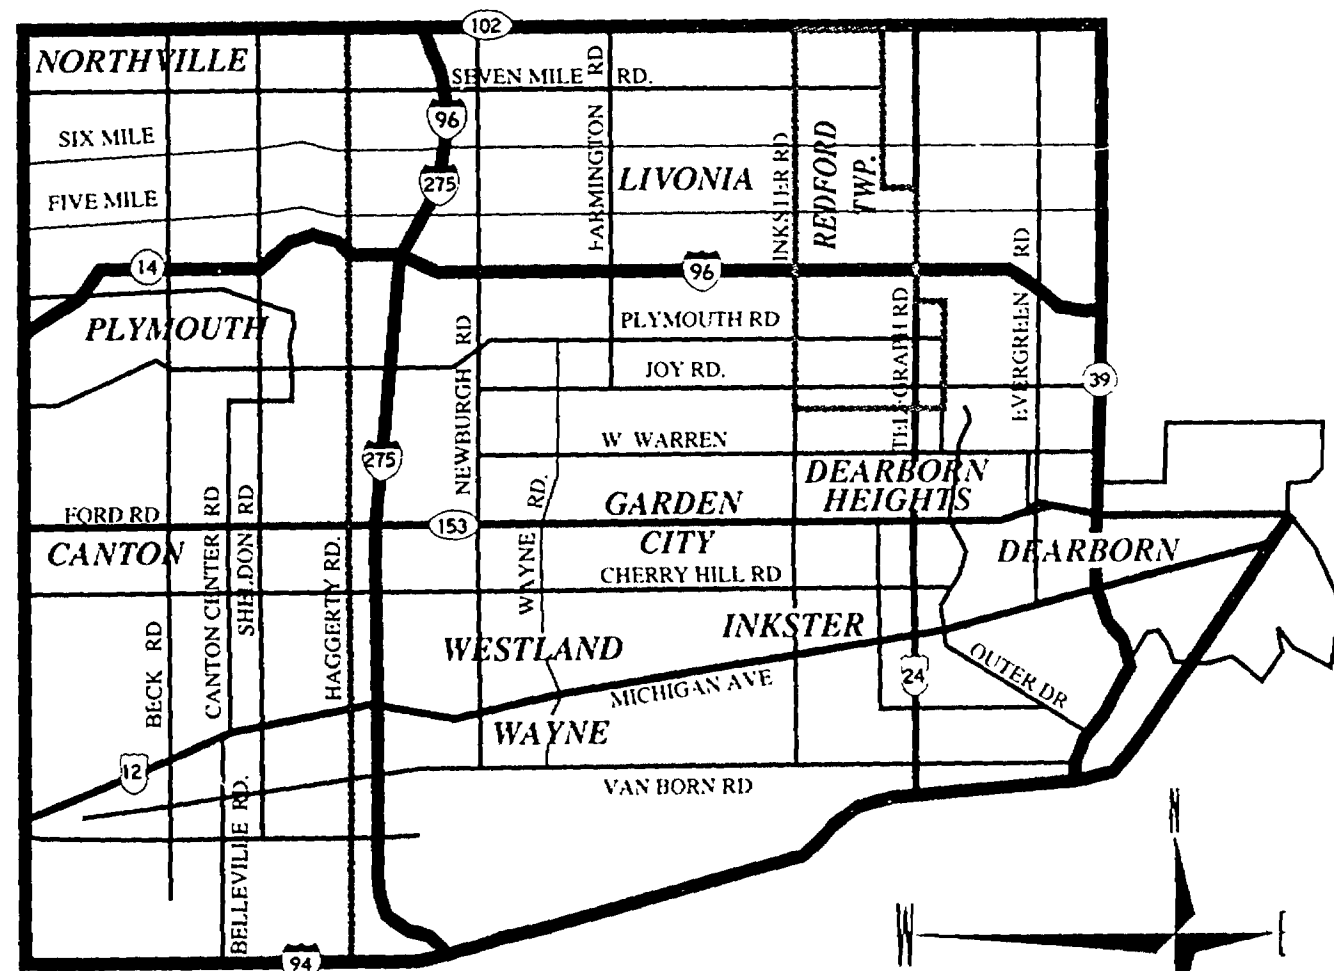 102
NORTHVILLE
SEVEN MILE RD.
FARMINGTON RD
96
SIX MILE
275
LIVONIA
INKSTER RD
REDFORD
TWP.
FIVE MILE
14
96
EVERGREEN RD
PLYMOUTH
PLYMOUTH RD
TELEGRAPH RD
NEWBURGH RD
JOY RD.
39
W WARREN
275
DEARBORN
HEIGHTS
GARDEN
CITY
FORD RD
153
CANTON
CANTON CENTER RD
SHELDON RD
HAGGERTY RD.
WAYNE RD.
DEARBORN
CHERRY HILL RD
INKSTER
WESTLAND
BECK RD
MICHIGAN AVE
24
OUTER DR
WAYNE
12
VAN BORN RD
BELLEVILLE RD.
94
N
W
E